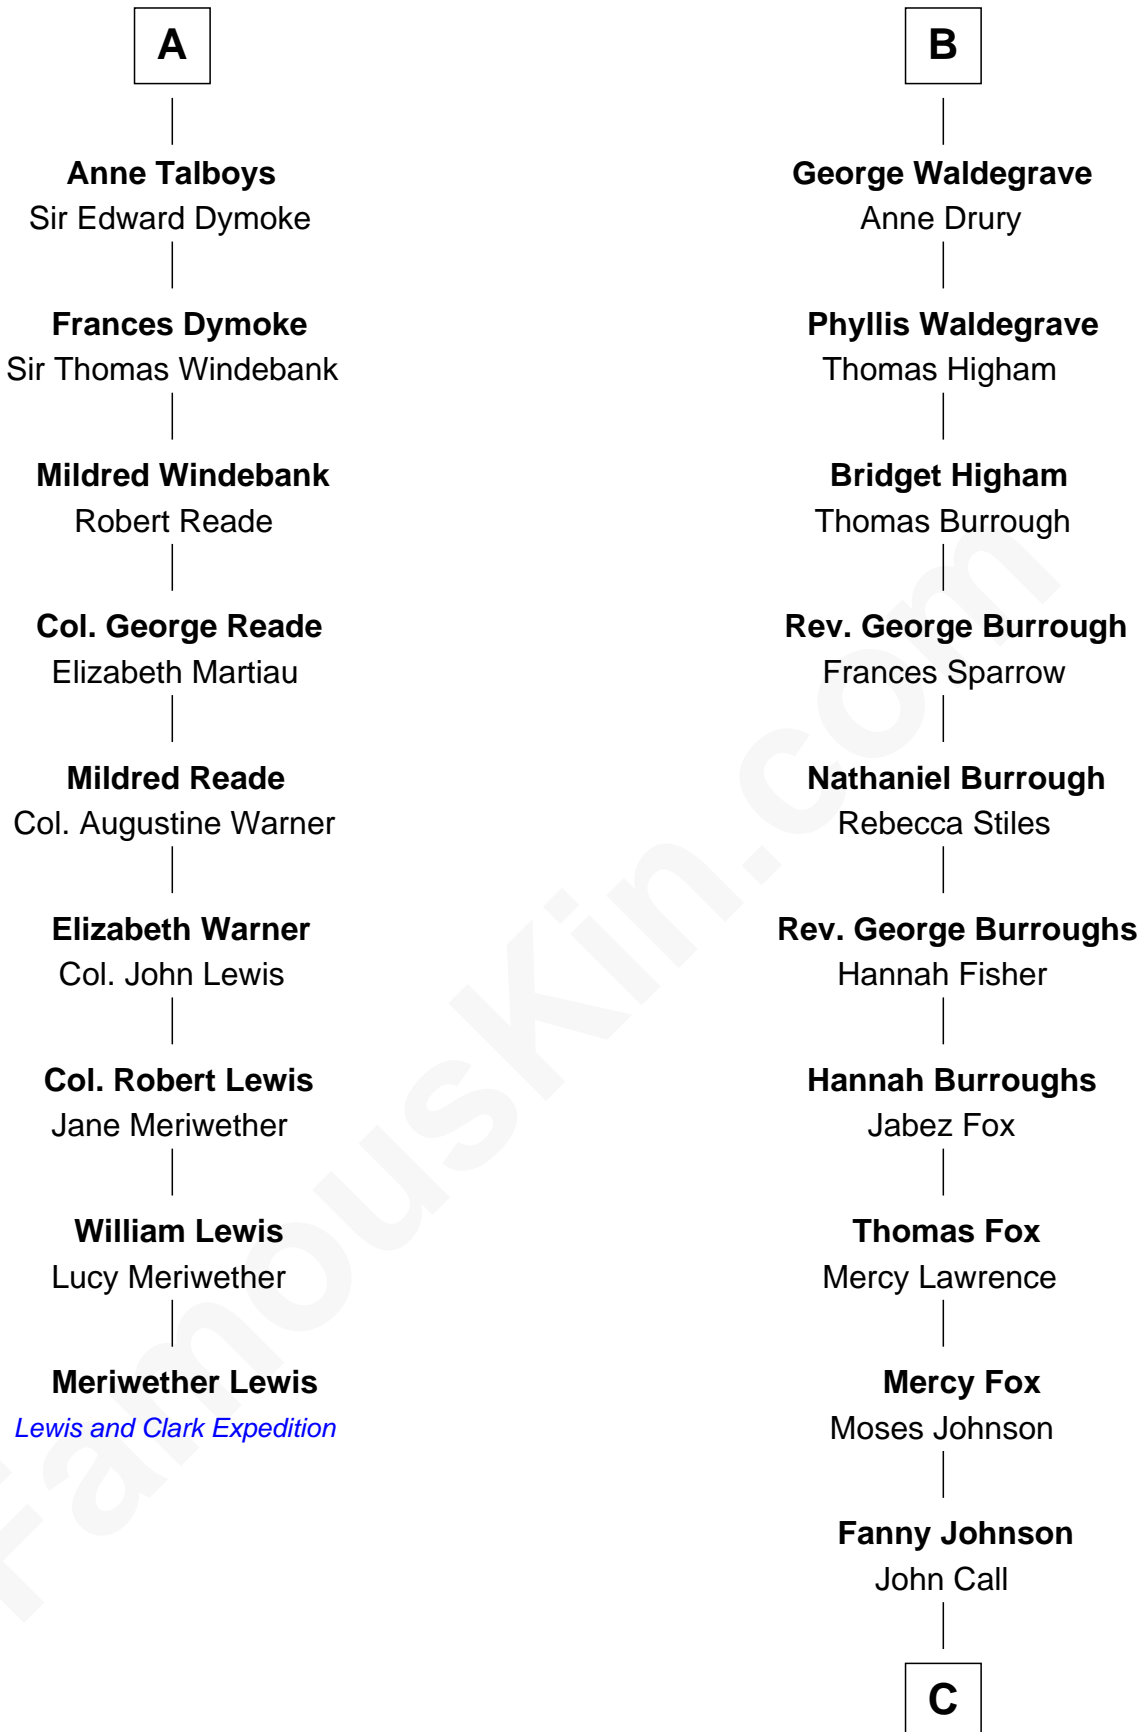 A
Anne Talboys
Sir Edward Dymoke
Frances Dymoke
Sir Thomas Windebank
Mildred Windebank
Robert Reade
Col. George Reade
Elizabeth Martiau
Mildred Reade
Col. Augustine Warner
Elizabeth Warner
Col. John Lewis
Col. Robert Lewis
Jane Meriwether
William Lewis
Lucy Meriwether
Meriwether Lewis
Lewis and Clark Expedition
B
George Waldegrave
Anne Drury
Phyllis Waldegrave
Thomas Higham
Bridget Higham
Thomas Burrough
Rev. George Burrough
Frances Sparrow
Nathaniel Burrough
Rebecca Stiles
Rev. George Burroughs
Hannah Fisher
Hannah Burroughs
Jabez Fox
Thomas Fox
Mercy Lawrence
Mercy Fox
Moses Johnson
Fanny Johnson
John Call
C
FamousKin.com